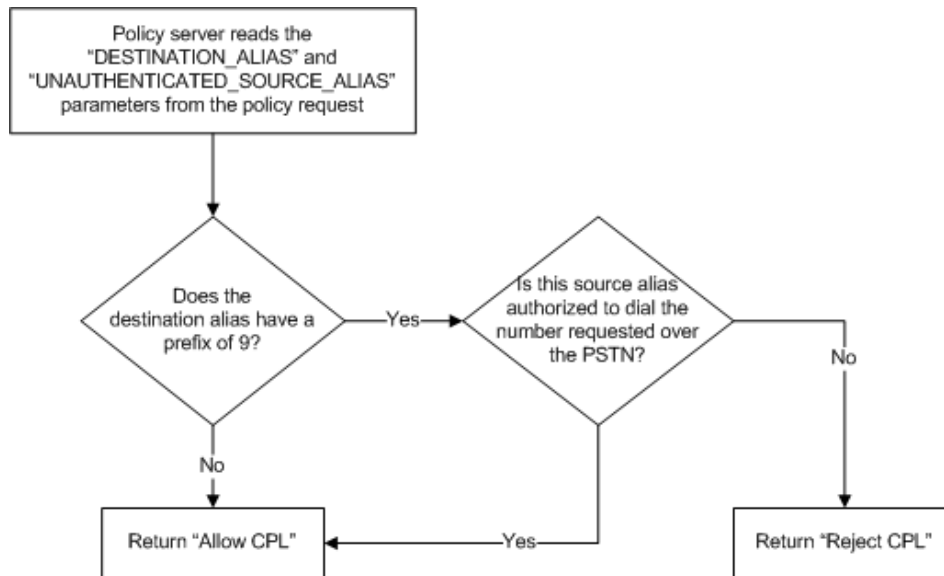 Policy server reads the
“DESTINATION_ALIAS” and
“UNAUTHENTICATED_SOURCE_ALIAS”
parameters from the policy request
Does the
destination alias have a
prefix of 9?
Yes
Is this source alias
authorized to dial the
number requested over
the PSTN?
No
No
Return “Allow CPL”
Yes
Return “Reject CPL”